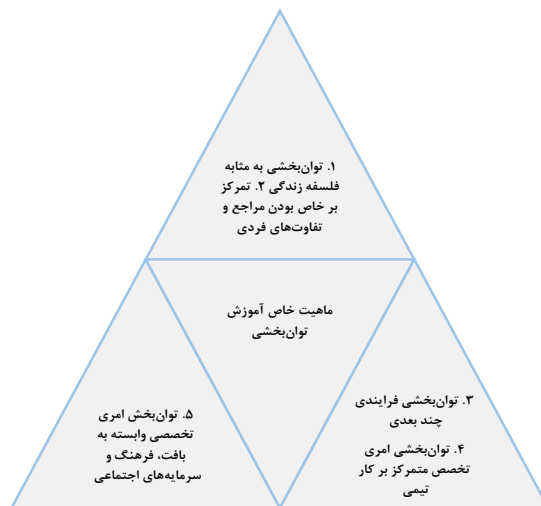 ۱. توان‌بخشی به مثابه
فلسفه زندگی ۲. تمرکز
بر خاص بودن مراجع و
تفاوت‌های فردی
ماهیت خاص آموزش
توان‌بخشی
۳. توان‌بخشی فرایندی
چند بعدی
۴. توان‌بخشی امری
تخصص متمرکز بر کار
تیمی
۵. توان‌بخش امری
تخصصی وابسته به
بافت، فرهنگ و
سرمایه‌های اجتماعی